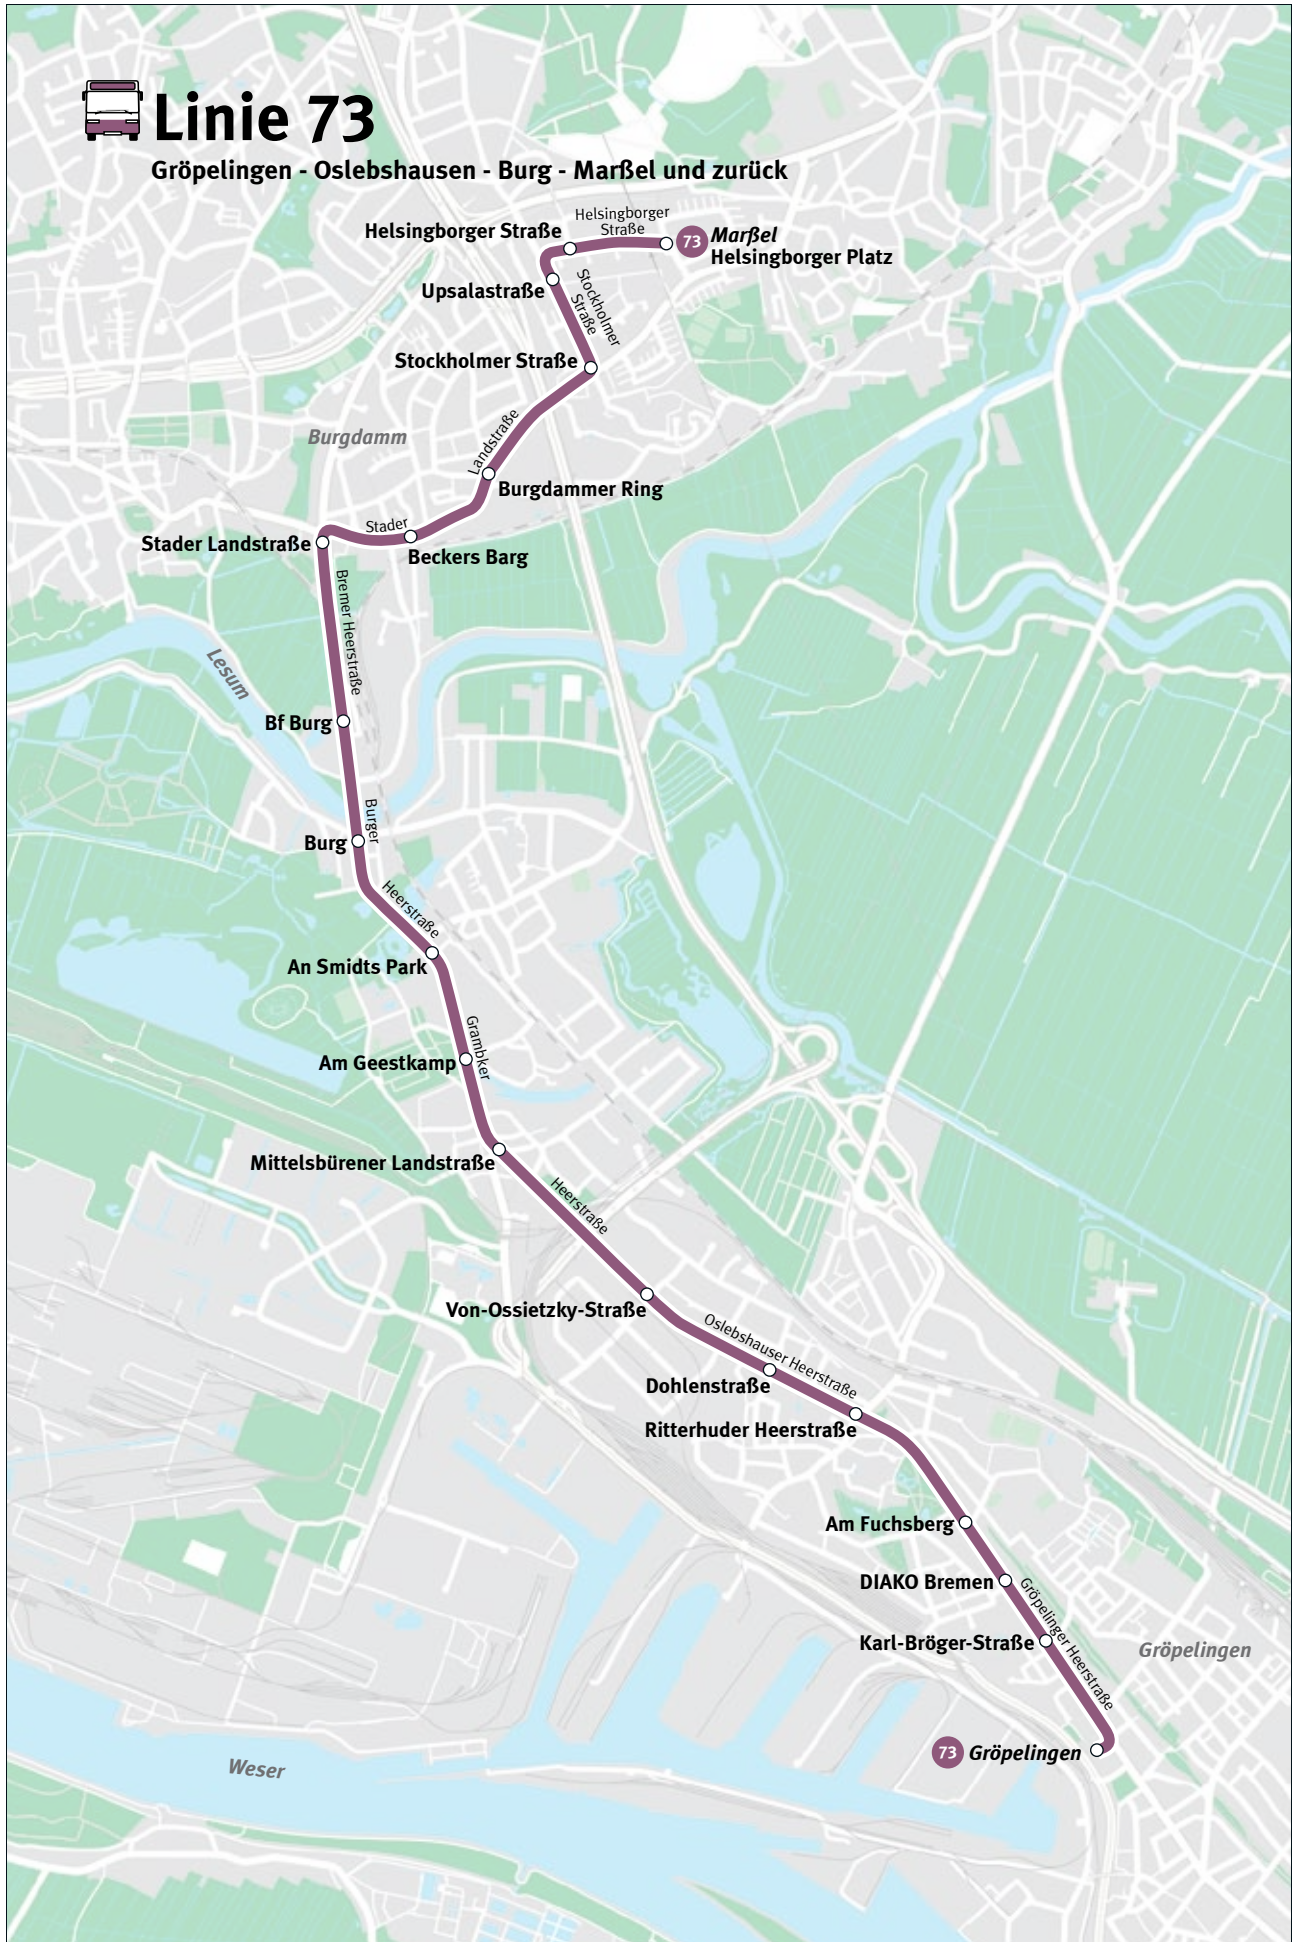 Linie 73
Gröpelingen - Oslebshausen - Burg - Marßel und zurück
Helsingborger
Straße
Helsingborger Straße
73
Marßel
Helsingborger Platz
Upsalastraße
Stockholmer
Straße
Stockholmer Straße
Burgdamm
Landstraße
Burgdammer Ring
Stader
Stader Landstraße
Beckers Barg
Bremer Heerstraße
Lesum
Bf Burg
Burger
Burg
Heerstraße
An Smidts Park
Grambker
Am Geestkamp
Mittelsbürener Landstraße
Heerstraße
Von-Ossietzky-Straße
Oslebshauser Heerstraße
Dohlenstraße
Ritterhuder Heerstraße
Am Fuchsberg
DIAKO Bremen
Gröpelinger Heerstraße
Karl-Bröger-Straße
Gröpelingen
73 Gröpelingen
Weser